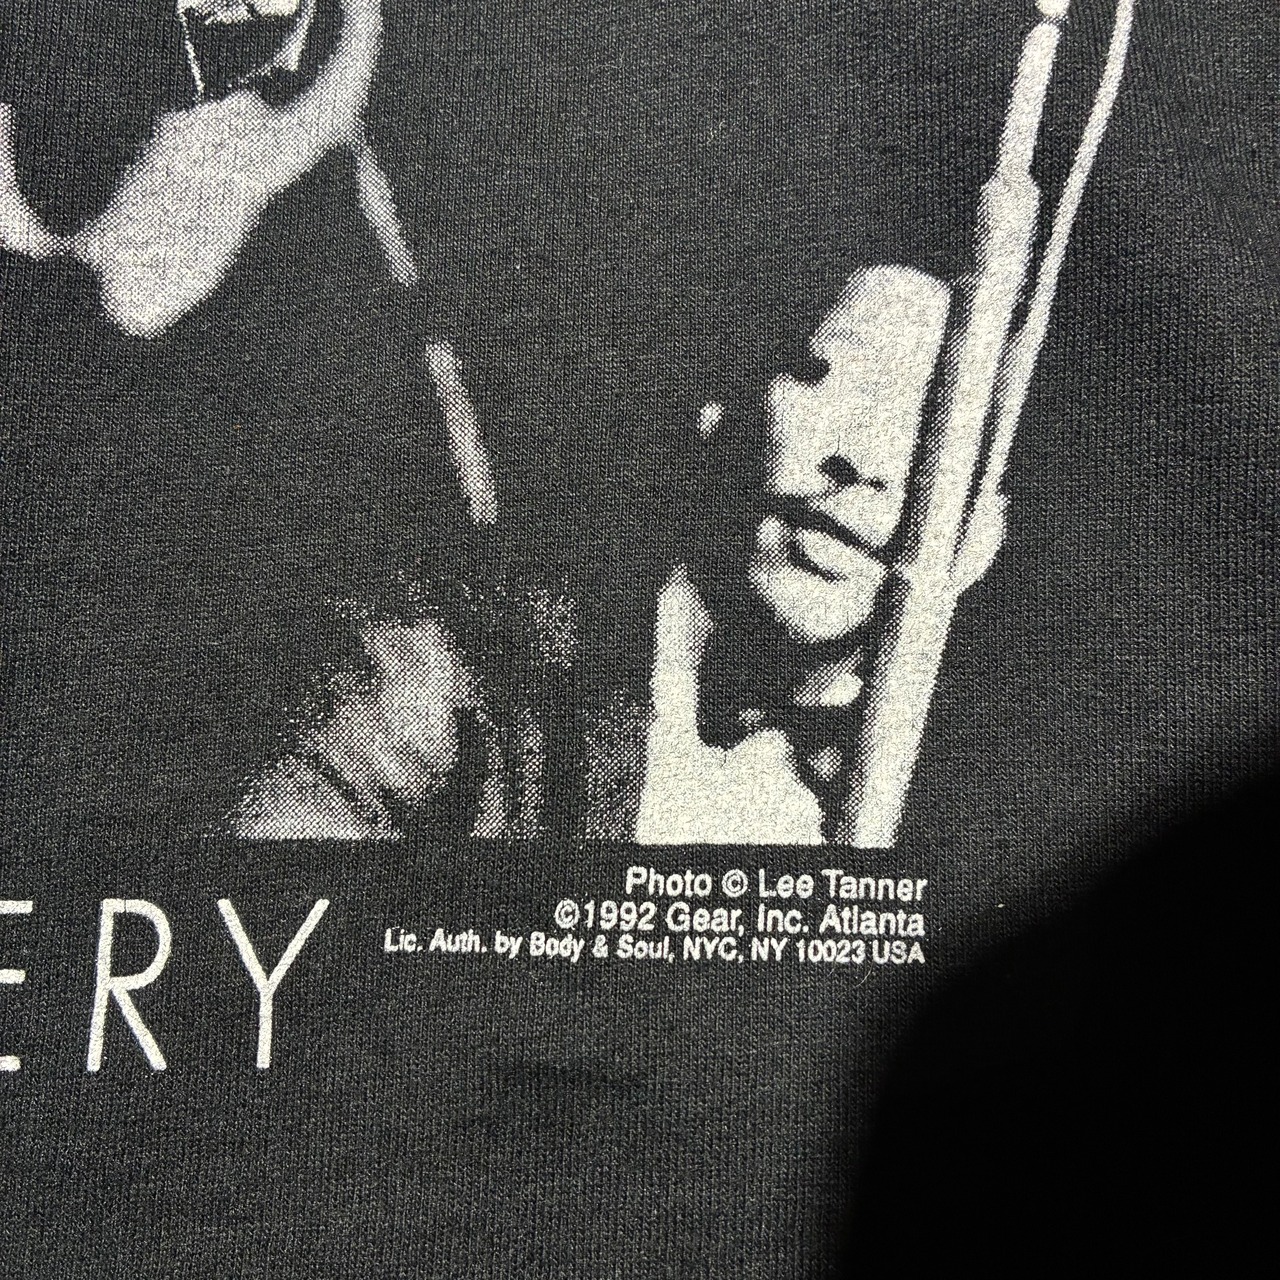 Photo © Lee Tanner
©1992 Gear, Inc. Atlanta
Lic. Auth. by Body & Soul, NYC, NY 10023 USA
ERY